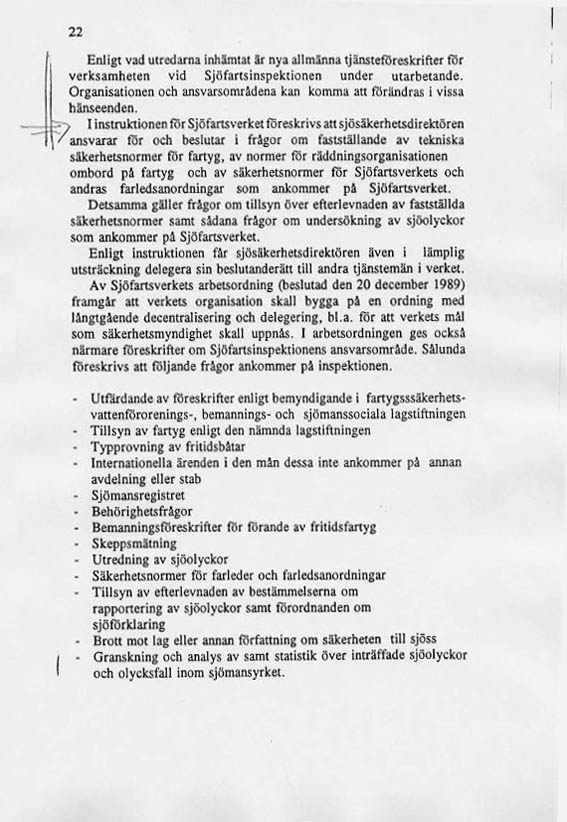 22
Enligt vad utredarna inhämtat är nya allmänna tjänsteföreskrifter för
verksamheten vid Sjöfartsinspektionen under utarbetande.
Organisationen och ansvarsområdena kan komma att förändras i vissa
hänseenden.
I instruktionen för Sjöfartsverket föreskrivs att sjösäkerhetsdirektören
ansvarar för och beslutar i frågor om fastställande av tekniska
säkerhetsnormer för fartyg, av normer för räddningsorganisationen
ombord på fartyg och av säkerhetsnormer för Sjöfartsverkets och
andras farledsanordningar som ankommer på Sjöfartsverket.
Detsamma gäller frågor om tillsyn över efterlevnaden av fastställda
säkerhetsnormer samt sådana frågor om undersökning av sjöolyckor
som ankommer på Sjöfartsverket.
Enligt instruktionen får sjösäkerhetsdirektören även i lämplig
utsträckning delegera sin beslutanderätt till andra tjänstemän i verket.
Av Sjöfartsverkets arbetsordning (beslutad den 20 december 1989)
framgår att verkets organisation skall bygga på en ordning med
långtgående decentralisering och delegering, bl.a. för att verkets mål
som säkerhetsmyndighet skall uppnås. I arbetsordningen ges också
närmare föreskrifter om Sjöfartsinspektionens ansvarsområde. Sålunda
föreskrivs att följande frågor ankommer på inspektionen.
- Utfärdande av föreskrifter enligt bemyndigande i fartygsssäkerhets-
vattenförorenings-, bemannings- och sjömanssociala lagstiftningen
- Tillsyn av fartyg enligt den nämnda lagstiftningen
- Typprovning av fritidsbåtar
- Internationella ärenden i den mån dessa inte ankommer på annan
avdelning eller stab
- Sjömansregistret
- Behörighetsfrågor
- Bemanningsföreskrifter för förande av fritidsfartyg
- Skeppsmätning
- Utredning av sjöolyckor
- Säkerhetsnormer för farleder och farledsanordningar
- Tillsyn av efterlevnaden av bestämmelserna om
rapportering av sjöolyckor samt förordnanden om
sjöförklaring
- Brott mot lag eller annan författning om säkerheten till sjöss
- Granskning och analys av samt statistik över inträffade sjöolyckor
och olycksfall inom sjömansyrket.